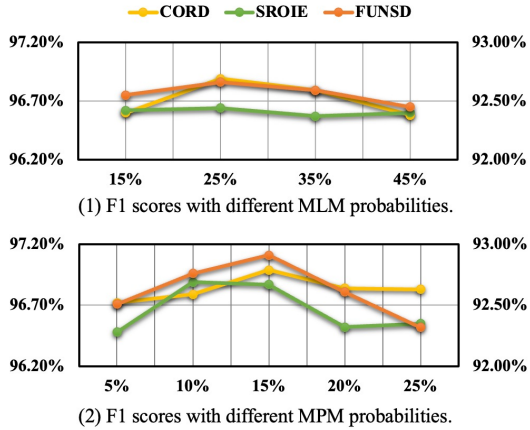 CORD SROIE FUNSD
97.20% 93.00%
96.70% 92.50%
96.20% 92.00%
15% 25% 35% 45%
(1) F1 scores with different MLM probabilities.
97.20% 93.00%
96.70% 92.50%
96.20% 92.00%
5% 10% 15% 20% 25%
(2) F1 scores with different MPM probabilities.